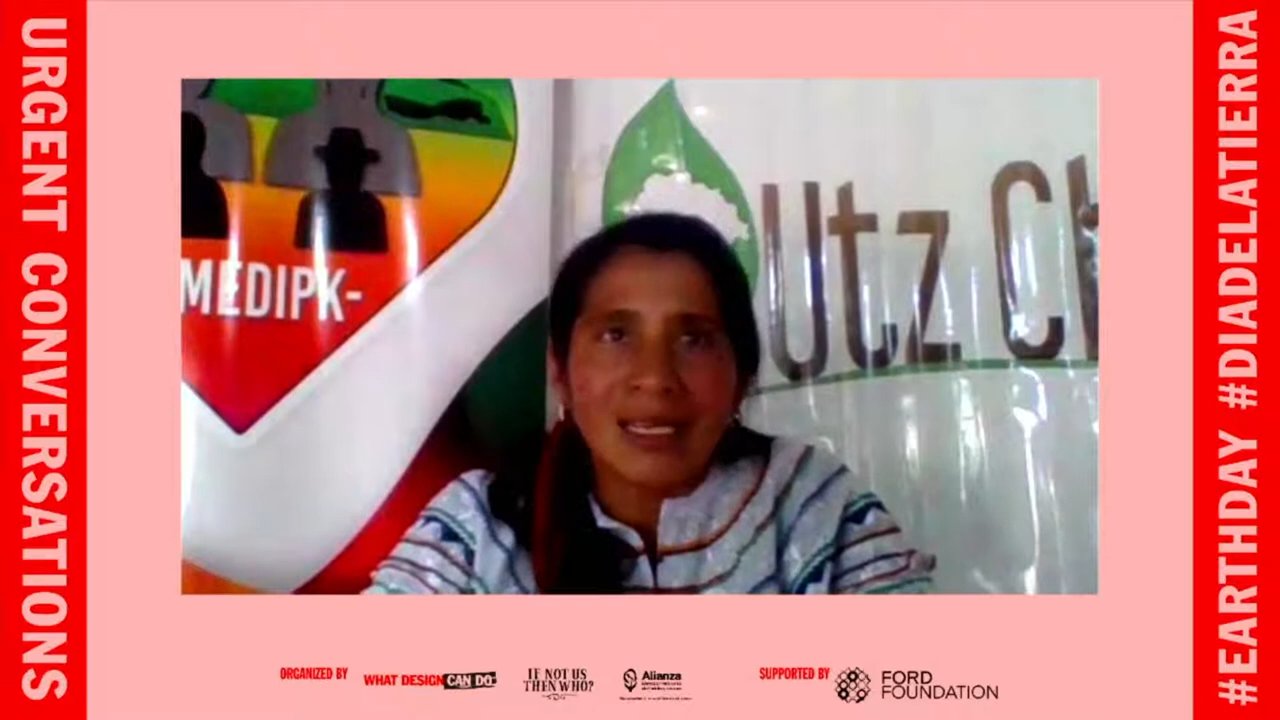 URGENT CONVERSATIONS
MEDIPK-
Utz Ch
#EARTHDAY #DIADELATIERRA
ORGANIZED BY
WHAT DESIGN CAN DO
IF NOT US
THEN WHO?
Alianza
SUPPORTED BY
FORD
FOUNDATION